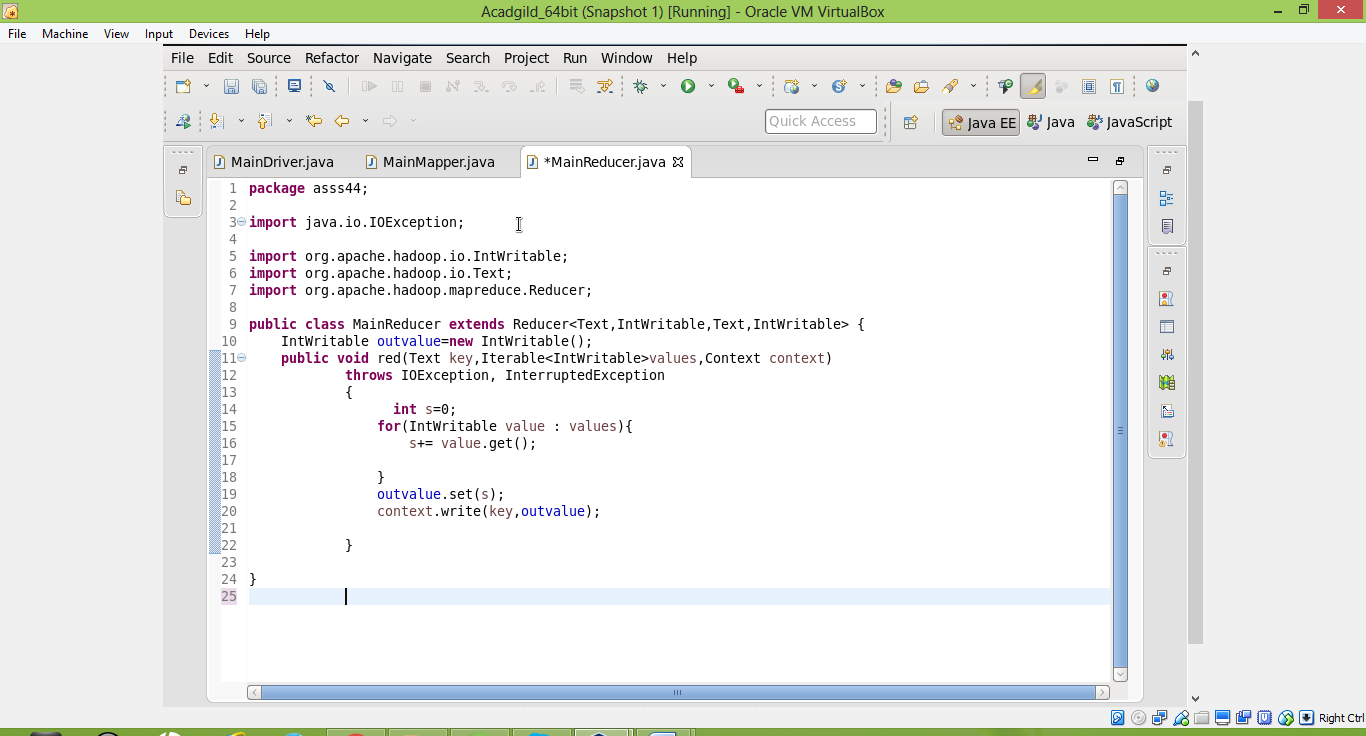 Acadgild_64bit (Snapshot 1) [Running] - Oracle VM VirtualBox
File Machine View Input Devices Help
File Edit Source Refactor Navigate Search Project Run Window Help
Quick Access Java EE Java JavaScript
MainDriver.java MainMapper.java *MainReducer.java
1 package asss44;
2
3 import java.io.IOException;
4
5 import org.apache.hadoop.io.IntWritable;
6 import org.apache.hadoop.io.Text;
7 import org.apache.hadoop.mapreduce.Reducer;
8
9 public class MainReducer extends Reducer<Text,IntWritable,Text,IntWritable> {
10 IntWritable outvalue=new IntWritable();
11 public void red(Text key,Iterable<IntWritable>values,Context context)
12 throws IOException, InterruptedException
13 {
14 int s=0;
15 for(IntWritable value : values){
16 s+= value.get();
17
18 }
19 outvalue.set(s);
20 context.write(key,outvalue);
21
22 }
23
24 }
25
Right Ctrl